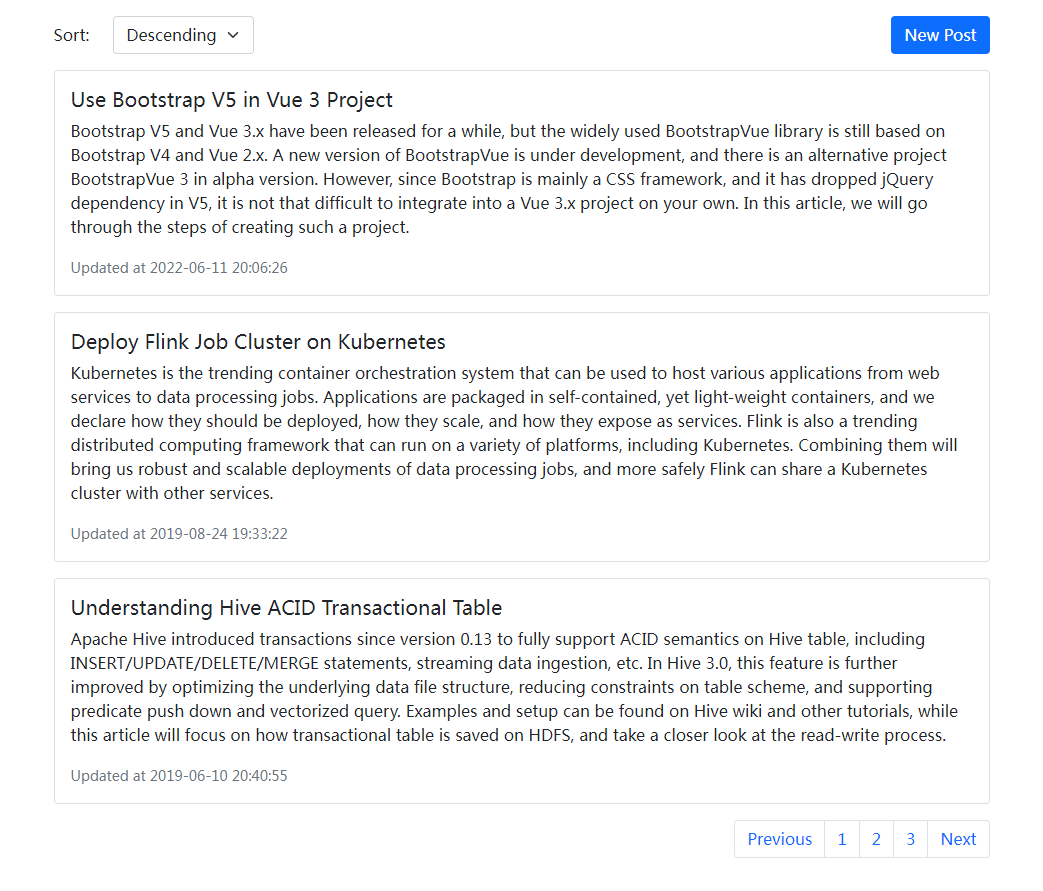 Sort: Descending New Post
Use Bootstrap V5 in Vue 3 Project
Bootstrap V5 and Vue 3.x have been released for a while, but the widely used BootstrapVue library is still based on
Bootstrap V4 and Vue 2.x. A new version of BootstrapVue is under development, and there is an alternative project
BootstrapVue 3 in alpha version. However, since Bootstrap is mainly a CSS framework, and it has dropped jQuery
dependency in V5, it is not that difficult to integrate into a Vue 3.x project on your own. In this article, we will go
through the steps of creating such a project.
Updated at 2022-06-11 20:06:26
Deploy Flink Job Cluster on Kubernetes
Kubernetes is the trending container orchestration system that can be used to host various applications from web
services to data processing jobs. Applications are packaged in self-contained, yet light-weight containers, and we
declare how they should be deployed, how they scale, and how they expose as services. Flink is also a trending
distributed computing framework that can run on a variety of platforms, including Kubernetes. Combining them will
bring us robust and scalable deployments of data processing jobs, and more safely Flink can share a Kubernetes
cluster with other services.
Updated at 2019-08-24 19:33:22
Understanding Hive ACID Transactional Table
Apache Hive introduced transactions since version 0.13 to fully support ACID semantics on Hive table, including
INSERT/UPDATE/DELETE/MERGE statements, streaming data ingestion, etc. In Hive 3.0, this feature is further
improved by optimizing the underlying data file structure, reducing constraints on table scheme, and supporting
predicate push down and vectorized query. Examples and setup can be found on Hive wiki and other tutorials, while
this article will focus on how transactional table is saved on HDFS, and take a closer look at the read-write process.
Updated at 2019-06-10 20:40:55
Previous 1 2 3 Next